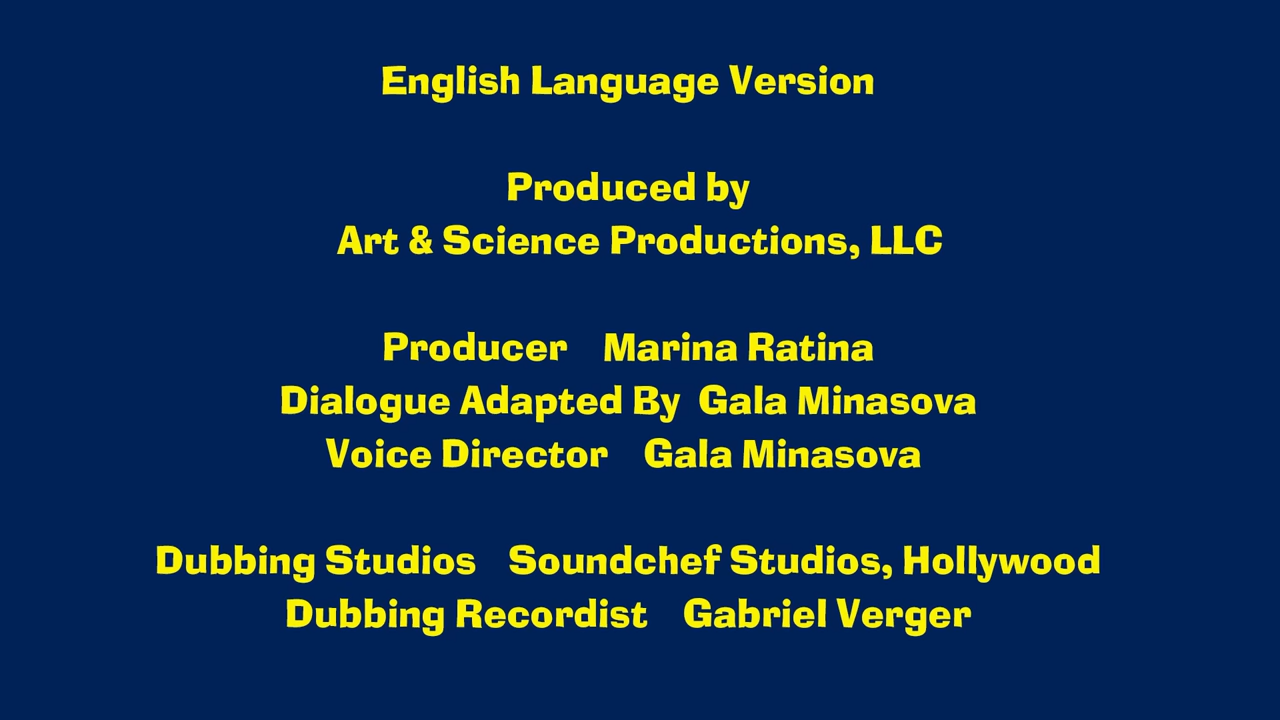 English Language Version
Produced by
Art & Science Productions, LLC
Producer Marina Ratina
Dialogue Adapted By Gala Minasova
Voice Director Gala Minasova
Dubbing Studios Soundchef Studios, Hollywood
Dubbing Recordist Gabriel Verger